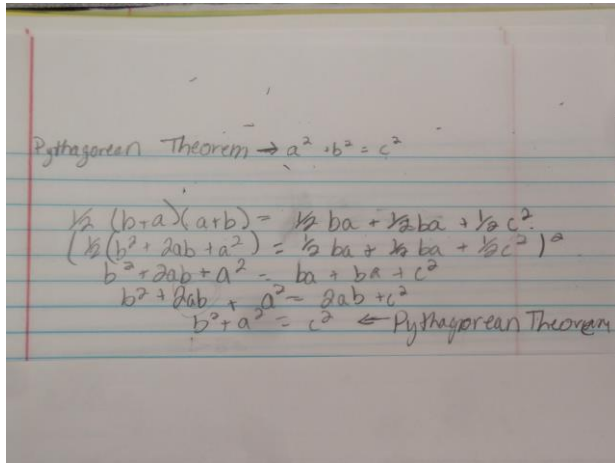 Pythagorean Theorem → a² + b² = c²
½ (b+a)(a+b) = ½ ba + ½ ba + ½ c²
(½(b² + 2ab + a²) = ½ ba + ½ ba + ½c²)²
b² + 2ab + a² = ba + ba + c²
b² + 2ab + a² = 2ab + c²
b² + a² = c² ← Pythagorean Theorem